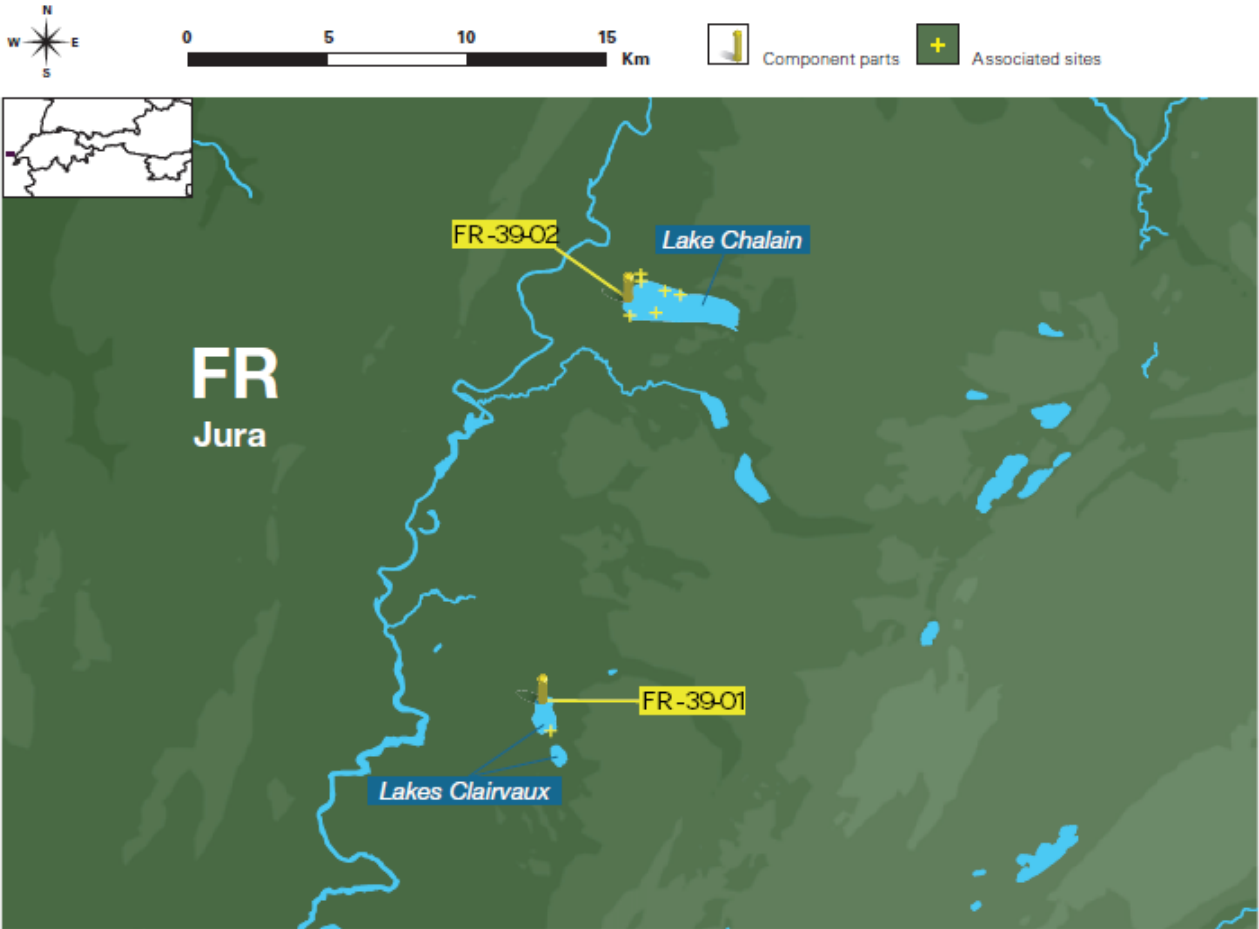 N
W E
S
0 5 10 15 Km
Component parts
Associated sites
FR-39-02
Lake Chalain
FR
Jura
FR-39-01
Lakes Clairvaux